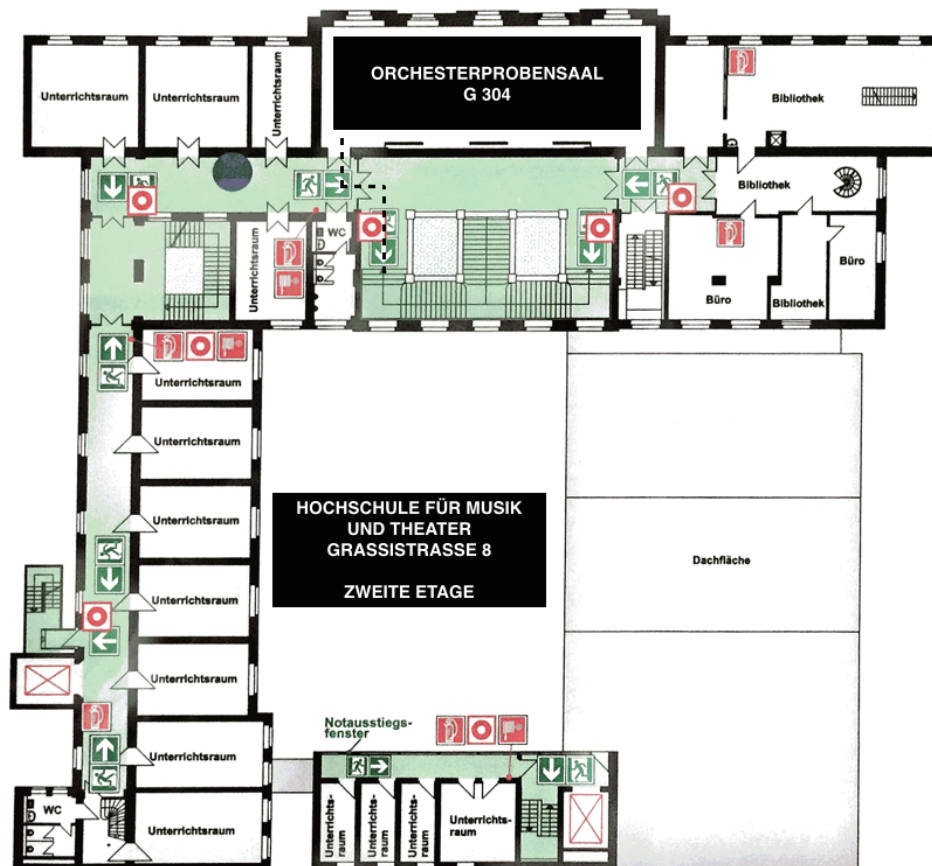 ORCHESTERPROBENSAAL
G 304
Unterrichtsraum
Unterrichtsraum
Unterrichtsraum
Bibliothek
Bibliothek
WC
Unterrichtsraum
Büro
Büro
Bibliothek
Unterrichtsraum
Unterrichtsraum
Unterrichtsraum
Unterrichtsraum
Unterrichtsraum
Unterrichtsraum
Unterrichtsraum
WC
HOCHSCHULE FÜR MUSIK
UND THEATER
GRASSISTRASSE 8
ZWEITE ETAGE
Dachfläche
Notausstiegs-
fenster
Unterrichts-
raum
Unterrichts-
raum
Unterrichts-
raum
Unterrichts-
raum